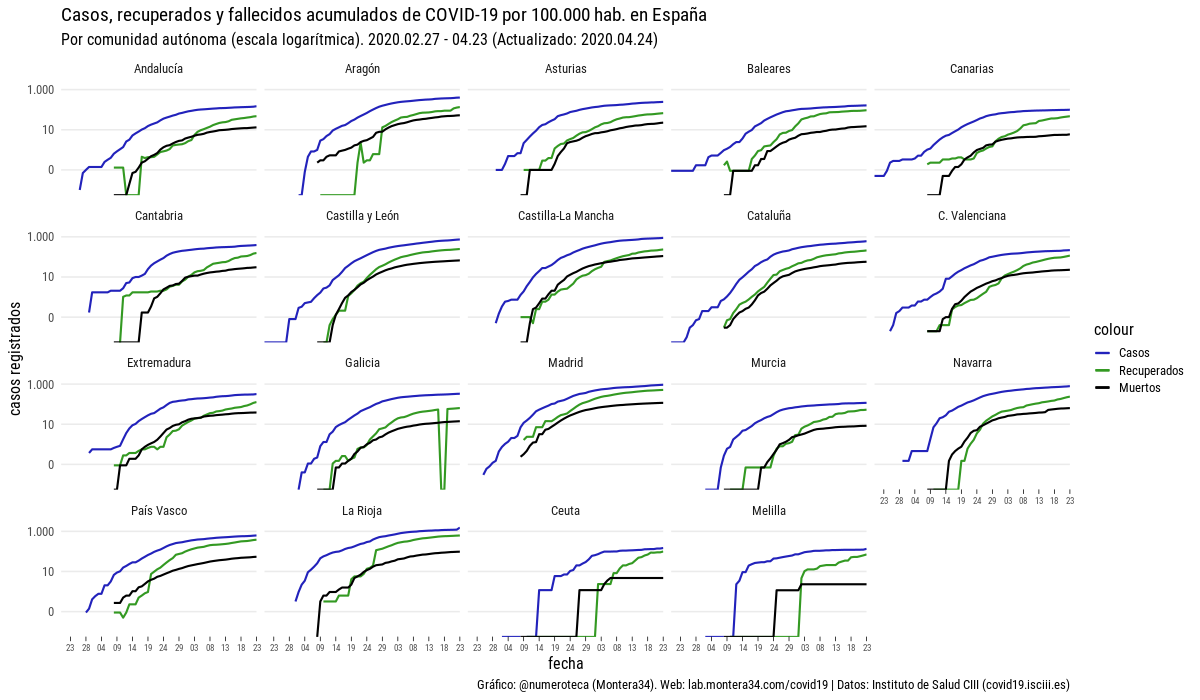 Casos, recuperados y fallecidos acumulados de COVID-19 por 100.000 hab. en España
Por comunidad autónoma (escala logarítmica). 2020.02.27 - 04.23 (Actualizado: 2020.04.24)
Andalucía Aragón Asturias Baleares Canarias
1.000
10
0
Cantabria Castilla y León Castilla-La Mancha Cataluña C. Valenciana
1.000
10
0
casos registrados
Extremadura Galicia Madrid Murcia Navarra
1.000
10
0
colour
Casos
Recuperados
Muertos
23 28 04 09 14 19 24 29 03 08 13 18 23
País Vasco La Rioja Ceuta Melilla
1.000
10
0
23 28 04 09 14 19 24 29 03 08 13 18 23 23 28 04 09 14 19 24 29 03 08 13 18 23 23 28 04 09 14 19 24 29 03 08 13 18 23 23 28 04 09 14 19 24 29 03 08 13 18 23
fecha
Gráfico: @numeroteca (Montera34). Web: lab.montera34.com/covid19 | Datos: Instituto de Salud CIII (covid19.isciii.es)